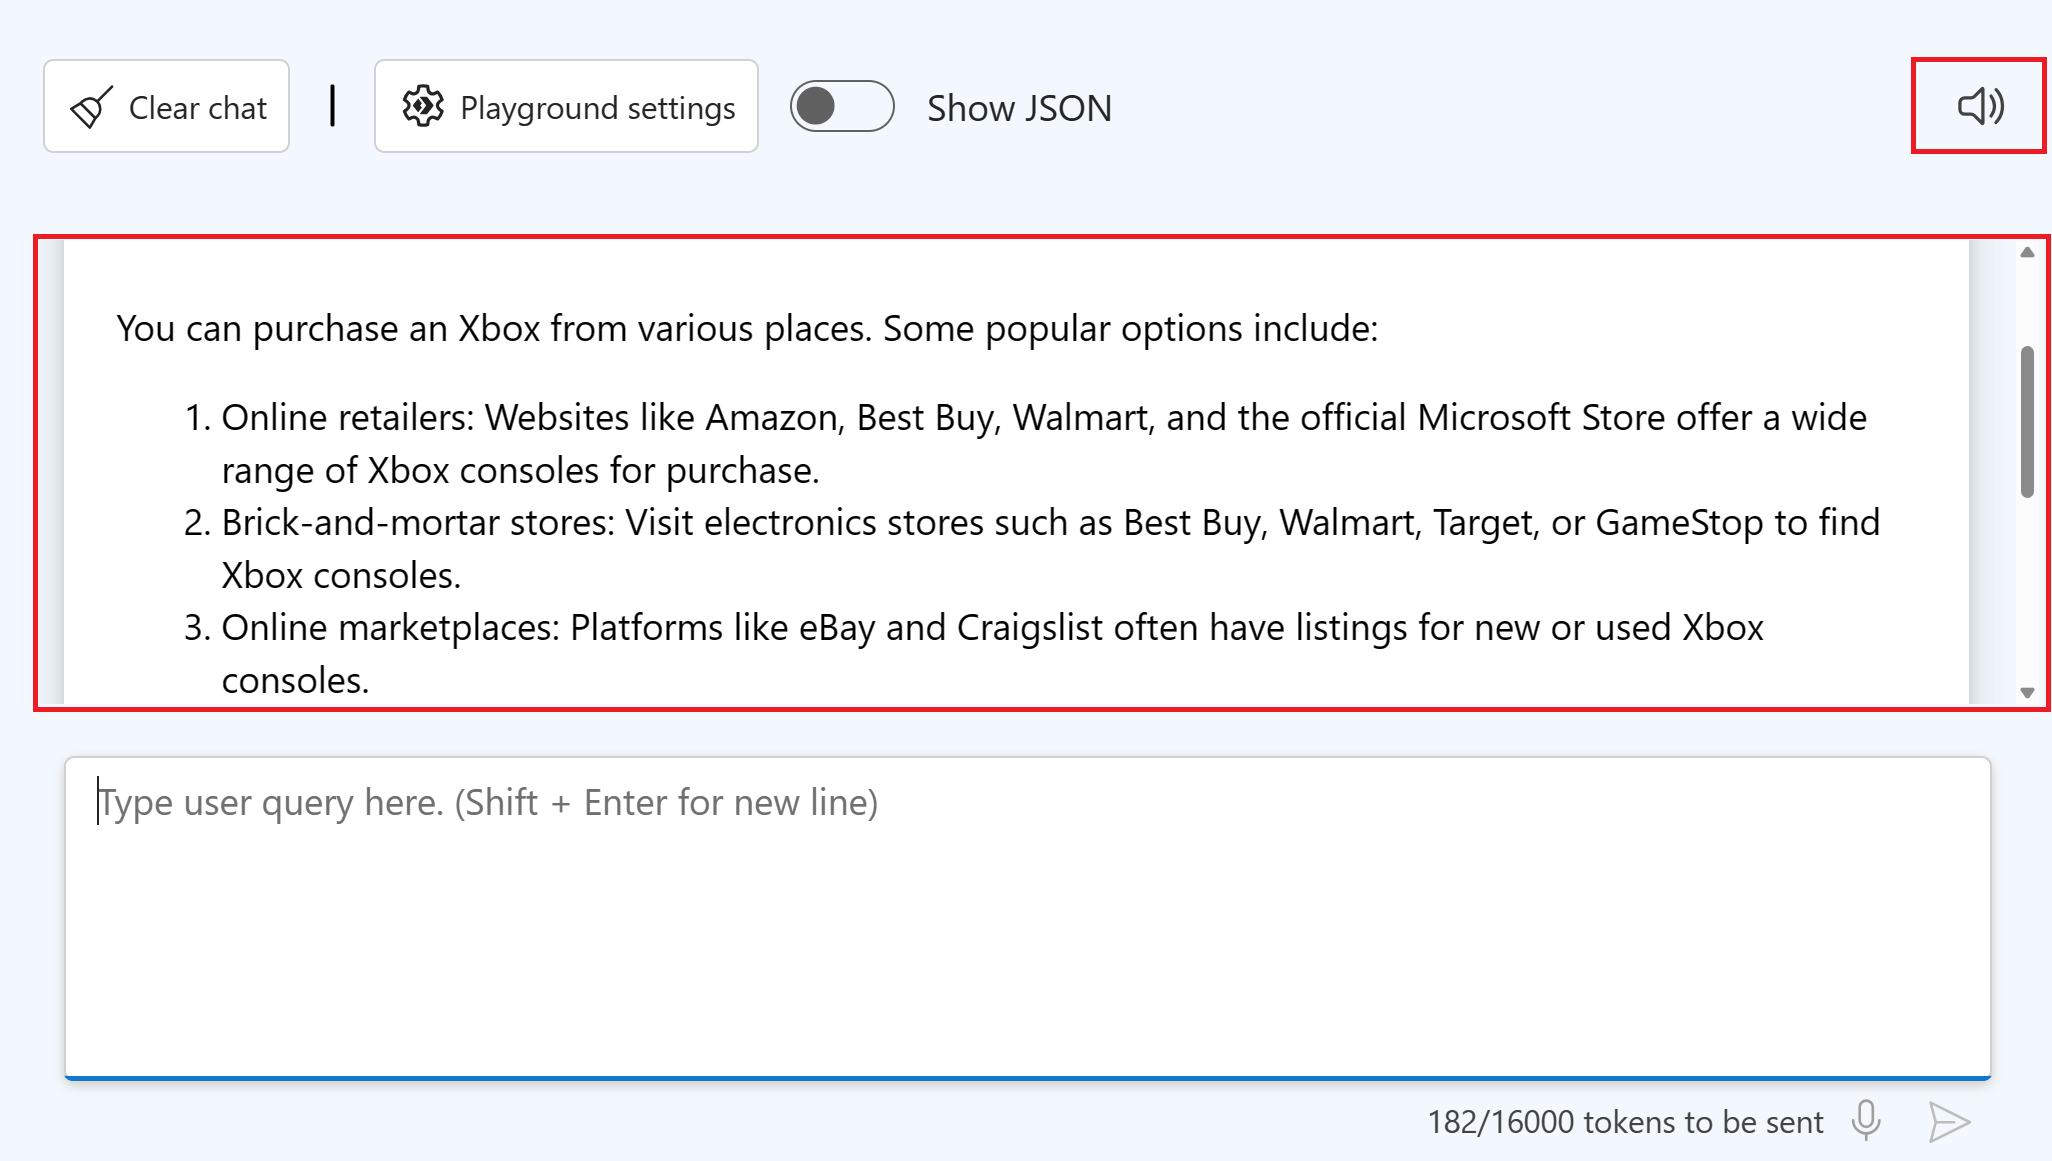 Clear chat | Playground settings Show JSON
You can purchase an Xbox from various places. Some popular options include:
1. Online retailers: Websites like Amazon, Best Buy, Walmart, and the official Microsoft Store offer a wide
range of Xbox consoles for purchase.
2. Brick-and-mortar stores: Visit electronics stores such as Best Buy, Walmart, Target, or GameStop to find
Xbox consoles.
3. Online marketplaces: Platforms like eBay and Craigslist often have listings for new or used Xbox
consoles.
Type user query here. (Shift + Enter for new line)
182/16000 tokens to be sent